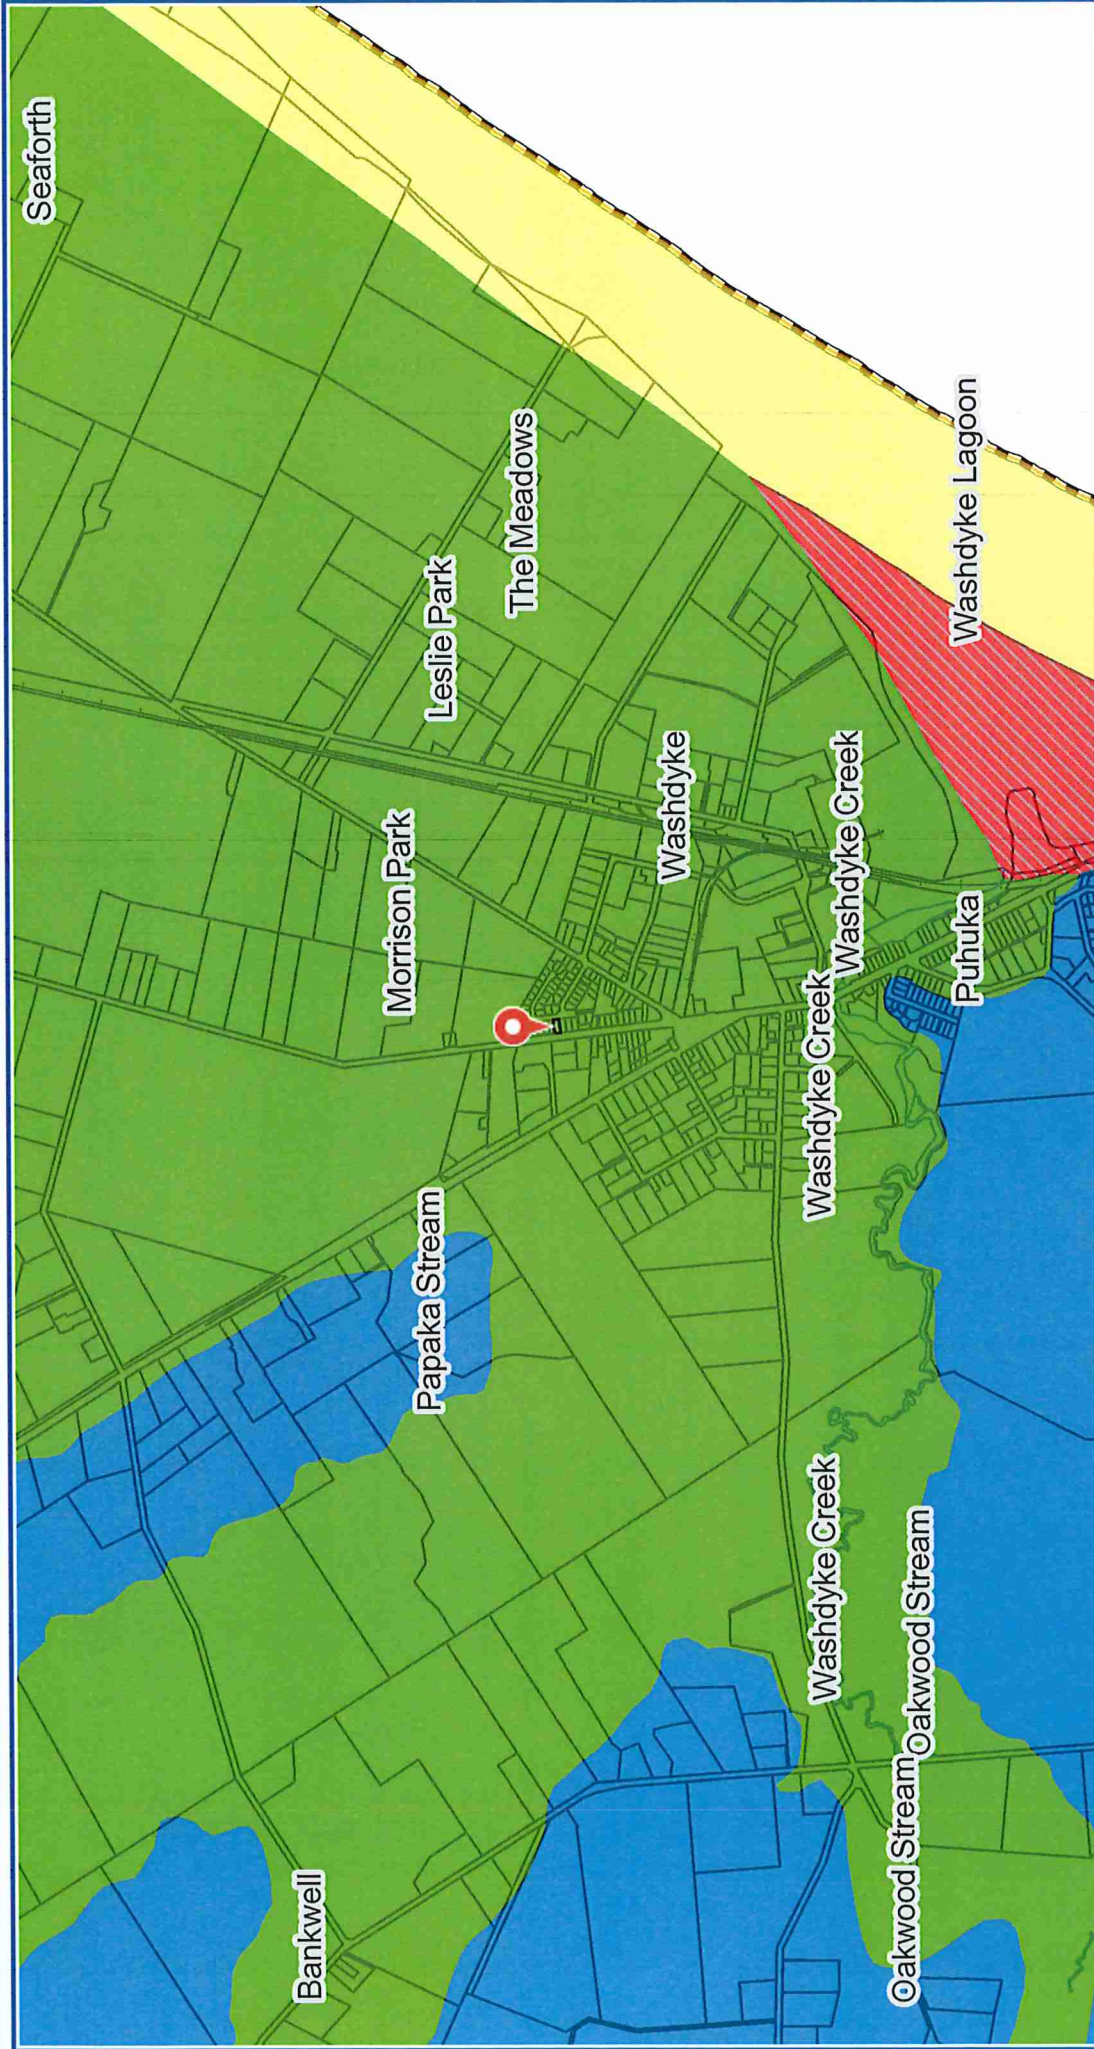 Seaforth
The Meadows
Leslie Park
Morrison Park
Washdyke
Washdyke Lagoon
Washdyke Creek
Washdyke Creek
Puhuka
Papaka Stream
Washdyke Creek
Oakwood Stream
Oakwood Stream
Bankwell